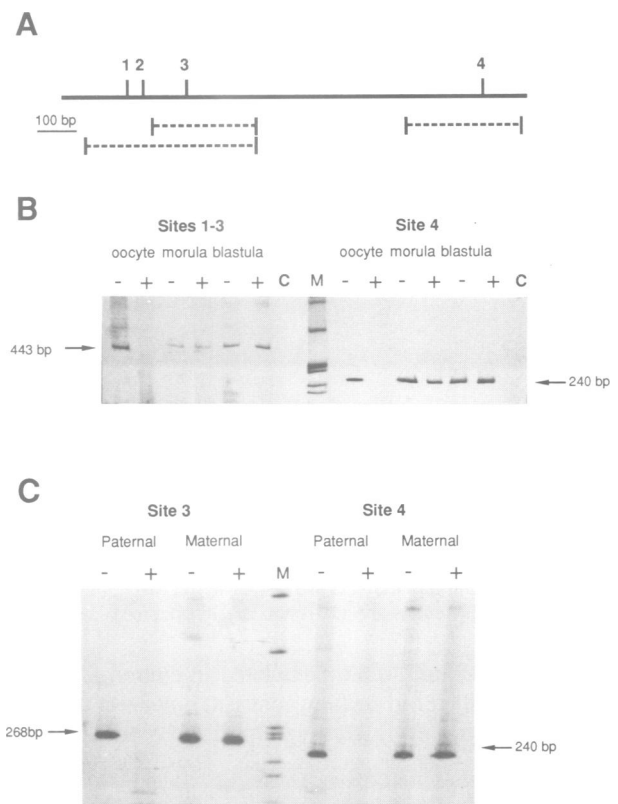 A
1 2 3 4
100 bp
B
Sites 1-3 Site 4
oocyte morula blastula oocyte morula blastula
- + - + - + C M - + - + - + C
443 bp
240 bp
C
Site 3 Site 4
Paternal Maternal Paternal Maternal
- + - + M - + - +
268bp
240 bp